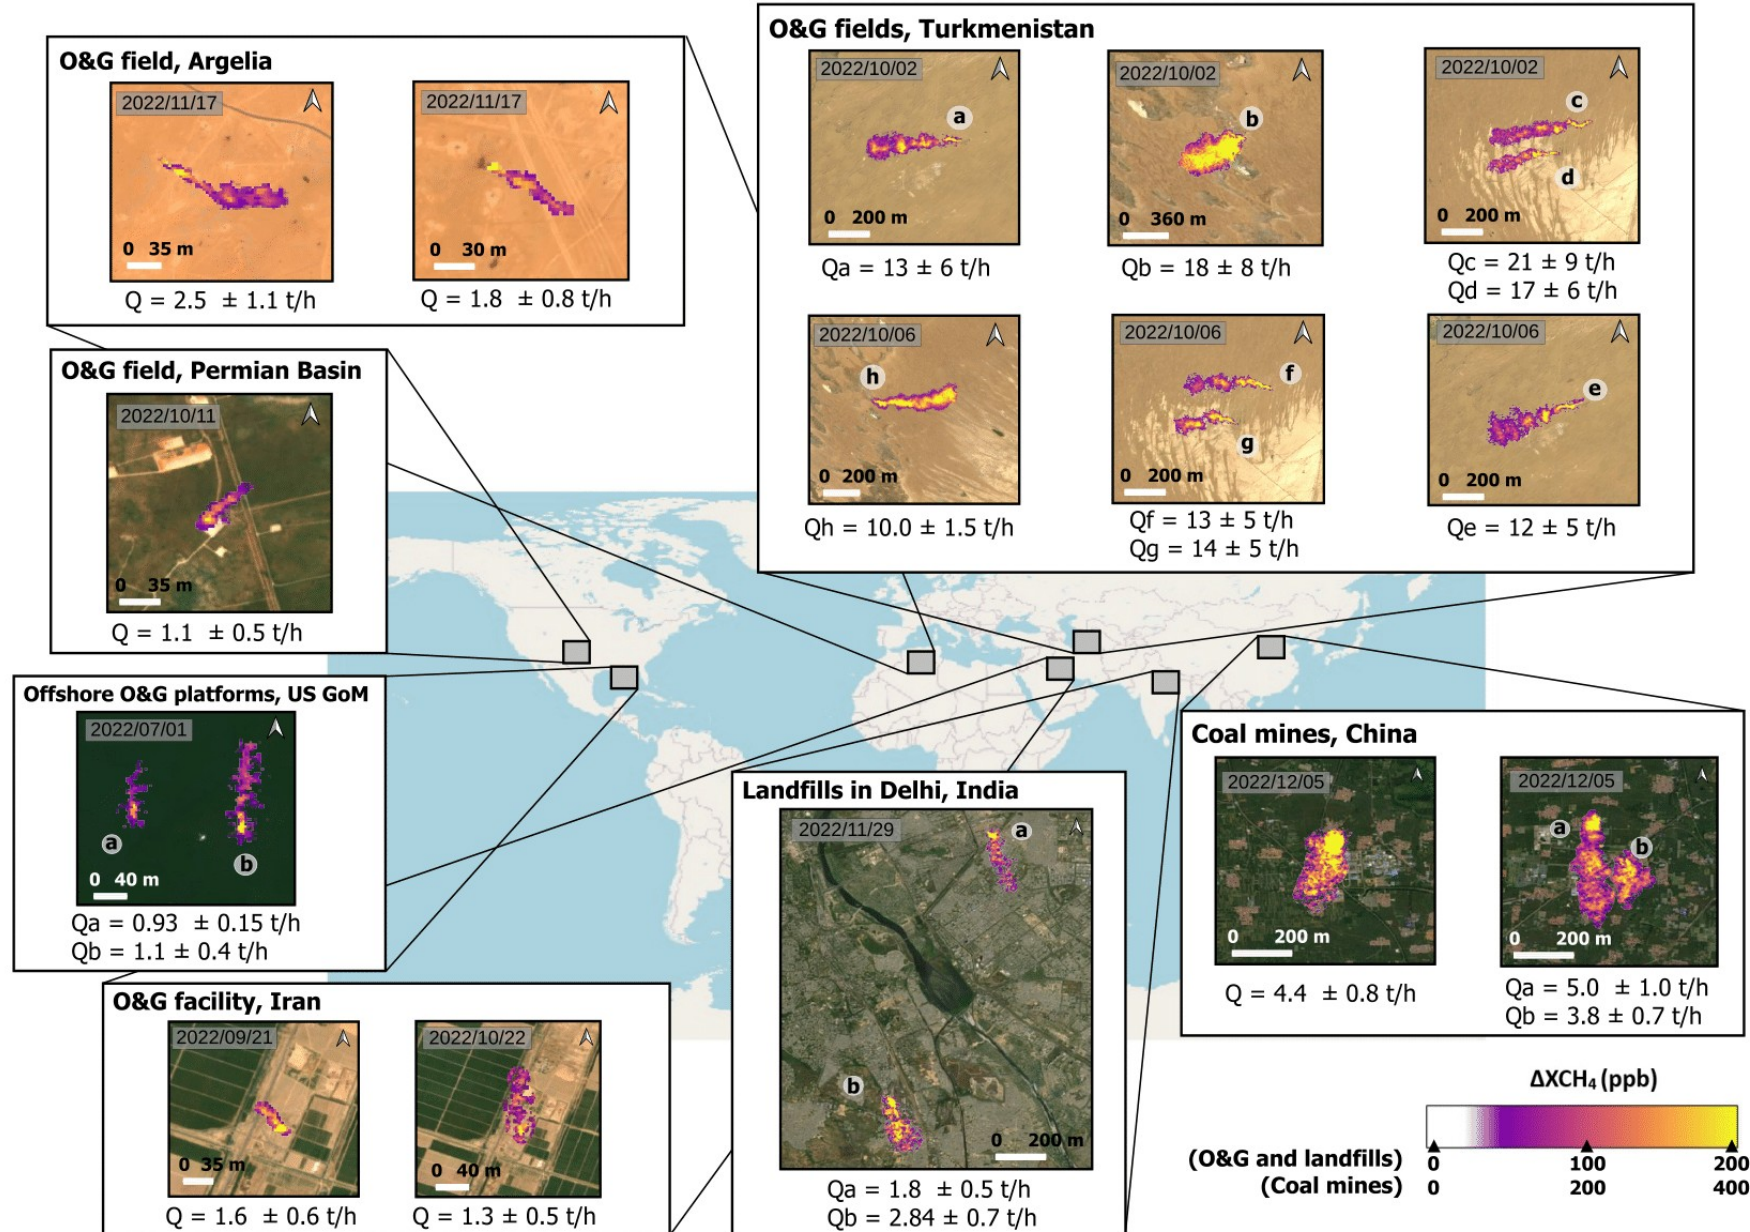 O&G field, Argelia
2022/11/17
0 35 m
Q = 2.5 ± 1.1 t/h
2022/11/17
0 30 m
Q = 1.8 ± 0.8 t/h
O&G fields, Turkmenistan
2022/10/02
a
0 200 m
Qa = 13 ± 6 t/h
2022/10/02
b
0 360 m
Qb = 18 ± 8 t/h
2022/10/02
c
d
0 200 m
Qc = 21 ± 9 t/h
Qd = 17 ± 6 t/h
2022/10/06
h
0 200 m
Qh = 10.0 ± 1.5 t/h
2022/10/06
f
g
0 200 m
Qf = 13 ± 5 t/h
Qg = 14 ± 5 t/h
2022/10/06
e
0 200 m
Qe = 12 ± 5 t/h
O&G field, Permian Basin
2022/10/11
0 35 m
Q = 1.1 ± 0.5 t/h
Offshore O&G platforms, US GoM
2022/07/01
a
b
0 40 m
Qa = 0.93 ± 0.15 t/h
Qb = 1.1 ± 0.4 t/h
O&G facility, Iran
2022/09/21
0 35 m
Q = 1.6 ± 0.6 t/h
2022/10/22
0 40 m
Q = 1.3 ± 0.5 t/h
Landfills in Delhi, India
2022/11/29
a
b
0 200 m
Qa = 1.8 ± 0.5 t/h
Qb = 2.84 ± 0.7 t/h
Coal mines, China
2022/12/05
0 200 m
Q = 4.4 ± 0.8 t/h
2022/12/05
a
b
0 200 m
Qa = 5.0 ± 1.0 t/h
Qb = 3.8 ± 0.7 t/h
ΔXCH₄ (ppb)
(O&G and landfills) 0 100 200
(Coal mines) 0 200 400